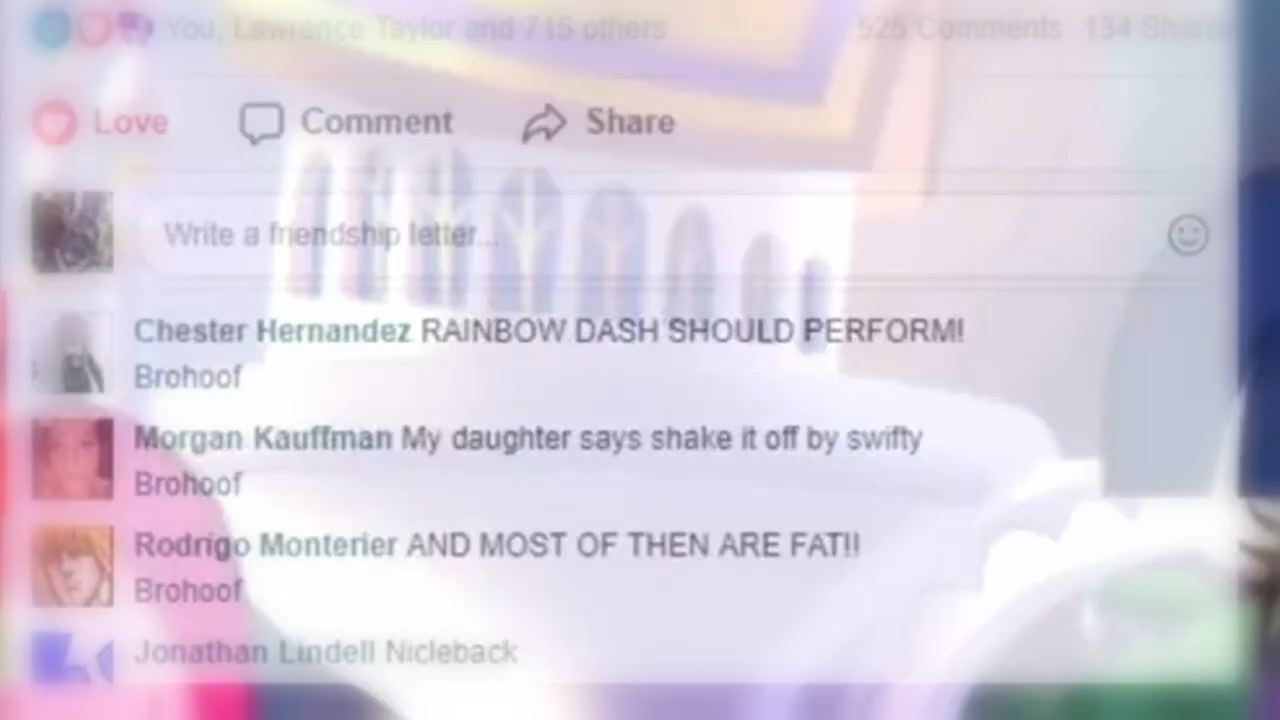 You, Lawrence Taylor and 715 others 525 Comments 134 Shares
Love Comment Share
Write a friendship letter...
Chester Hernandez RAINBOW DASH SHOULD PERFORM!
Brohoof
Morgan Kauffman My daughter says shake it off by swifty
Brohoof
Rodrigo Monterier AND MOST OF THEN ARE FAT!!
Brohoof
Jonathan Lindell Nicleback